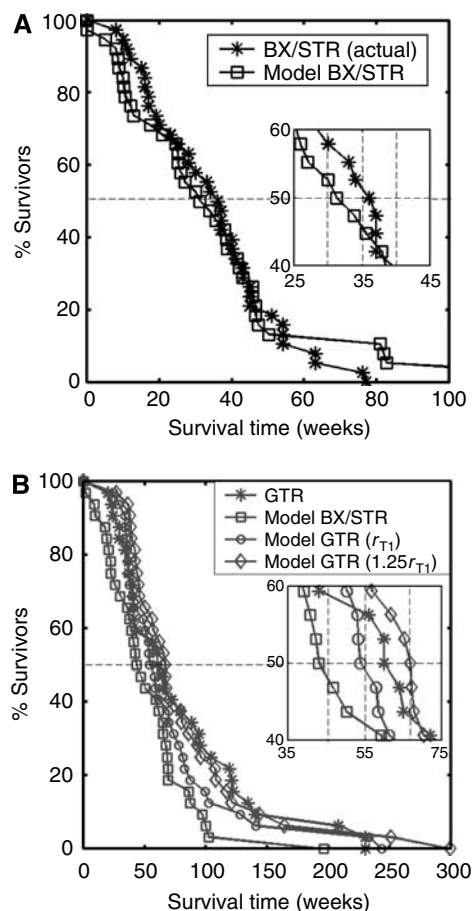 A
100
80
60
40
20
0
% Survivors
BX/STR (actual)
Model BX/STR
60
50
40
25 35 45
0 20 40 60 80 100
Survival time (weeks)
B
100
80
60
40
20
0
% Survivors
GTR
Model BX/STR
Model GTR (rT1)
Model GTR (1.25rT1)
60
50
40
35 55 75
0 50 100 150 200 250 300
Survival time (weeks)